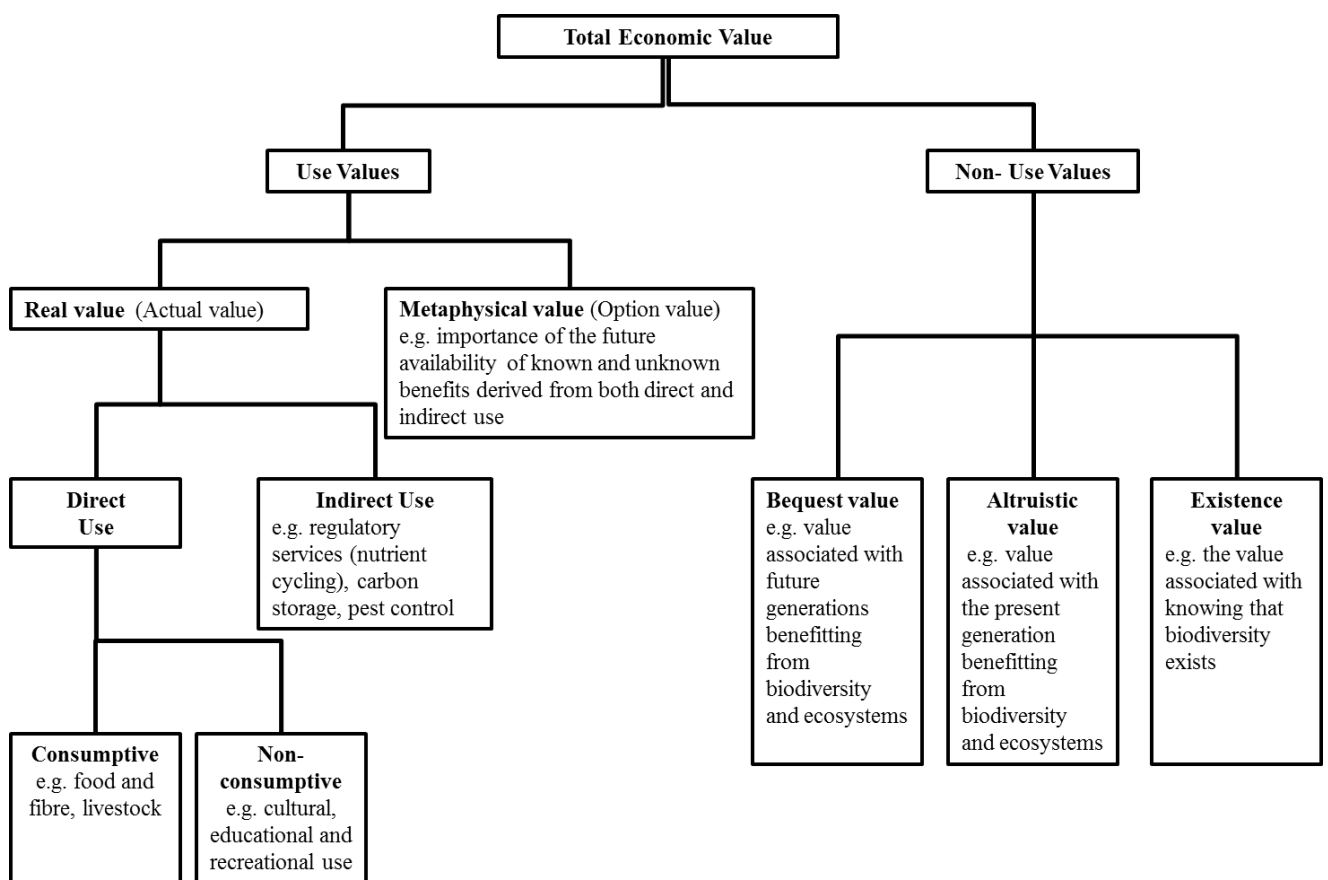 Total Economic Value
Use Values
Non- Use Values
Real value (Actual value)
Metaphysical value (Option value)
e.g. importance of the future
availability of known and unknown
benefits derived from both direct and
indirect use
Direct
Use
Indirect Use
e.g. regulatory
services (nutrient
cycling), carbon
storage, pest control
Bequest value
e.g. value
associated with
future
generations
benefitting
from
biodiversity
and ecosystems
Altruistic
value
e.g. value
associated with
the present
generation
benefitting
from
biodiversity
and ecosystems
Existence
value
e.g. the value
associated with
knowing that
biodiversity
exists
Consumptive
e.g. food and
fibre, livestock
Non-
consumptive
e.g. cultural,
educational and
recreational use